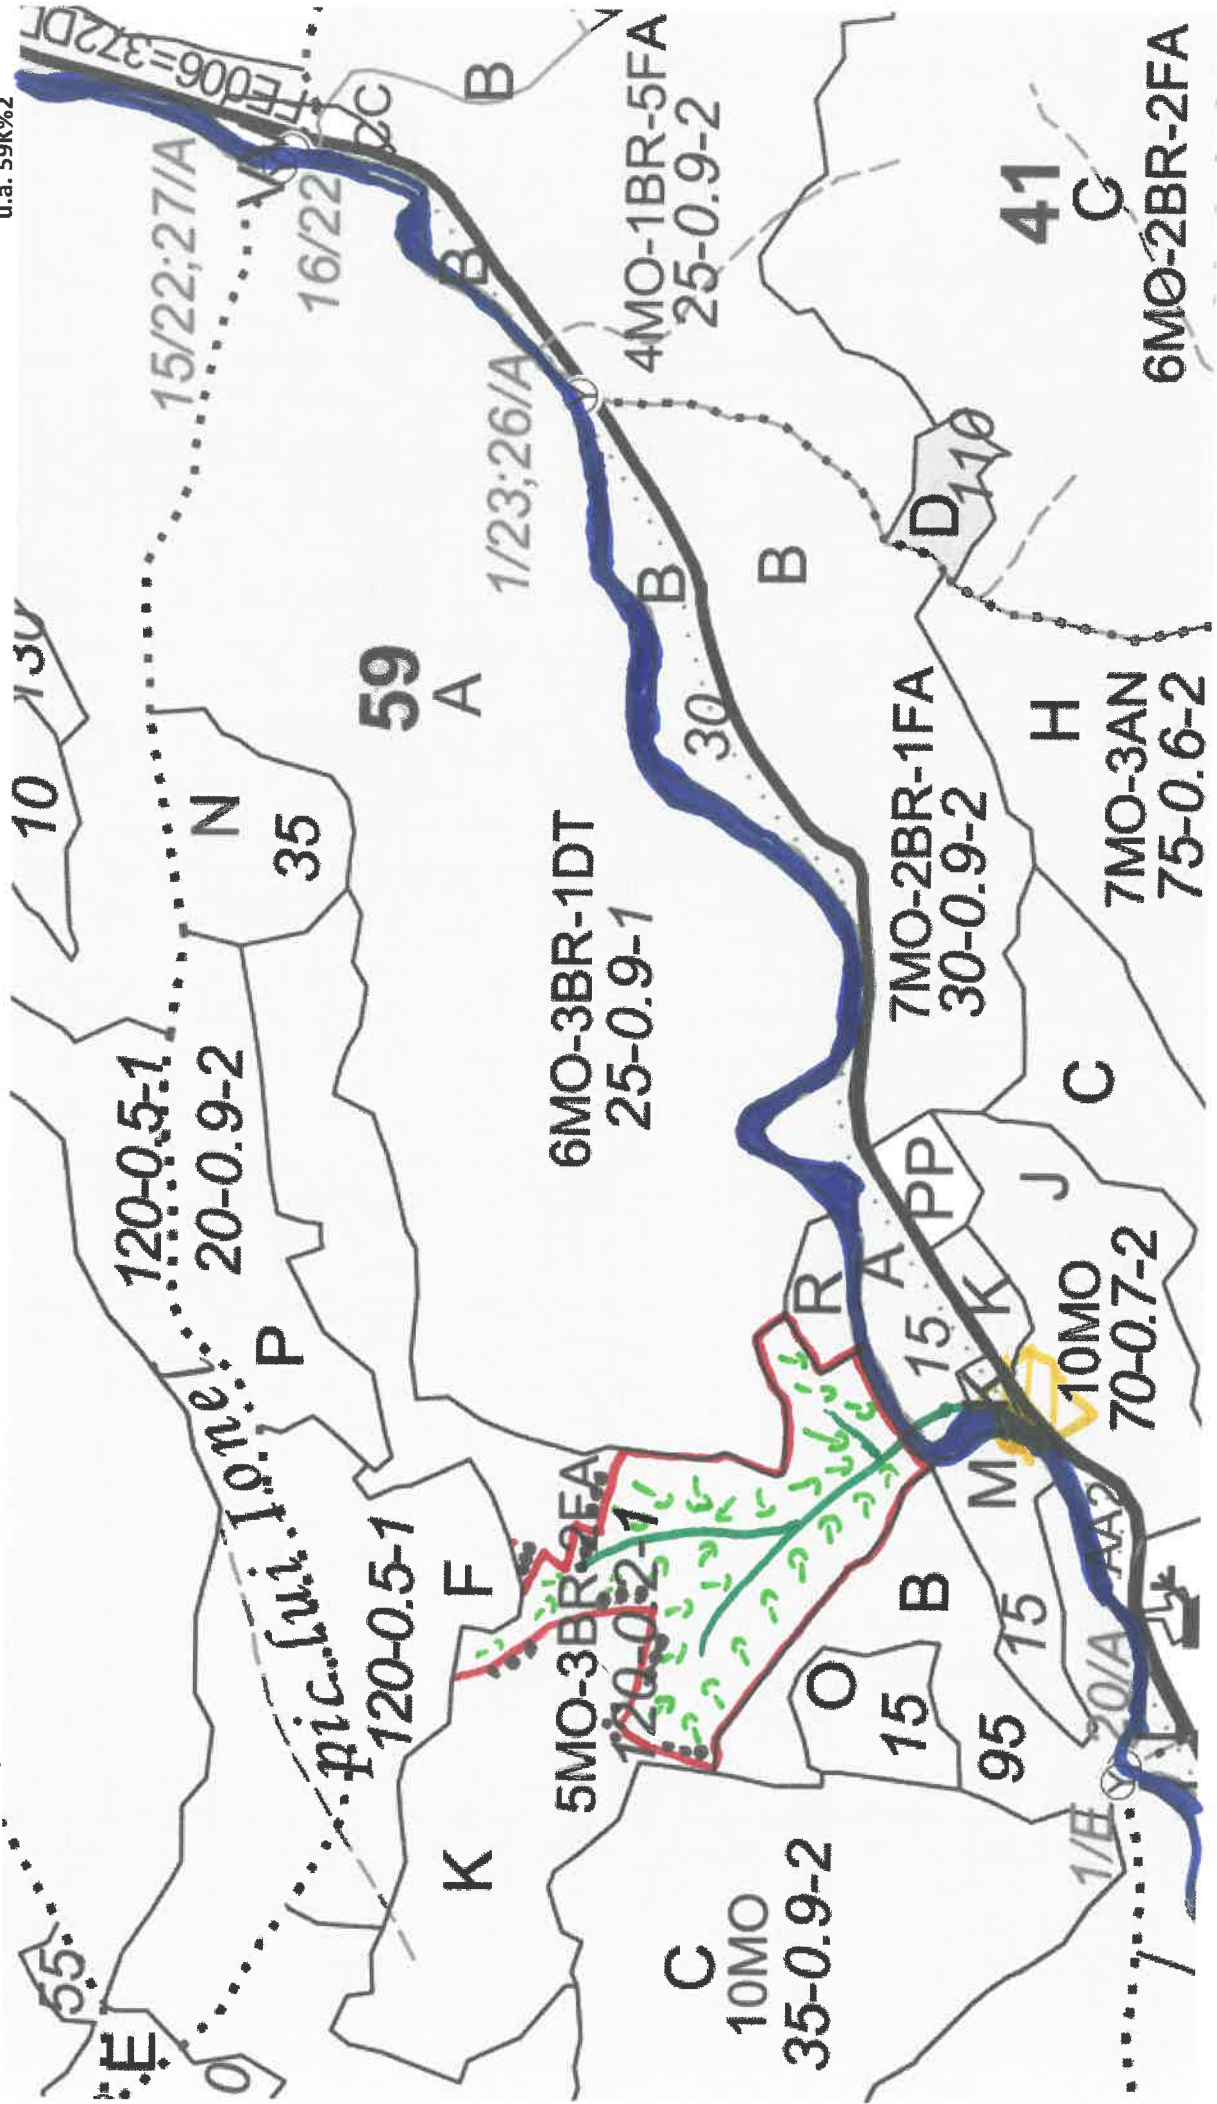 u.a. 59K%2
FE006=372D
15/22;27/A
16/22
C
B
B
4MO-1BR-5FA
25-0.9-2
41
C
6MO-2BR-2FA
1/23;26/A
D
110
B
B
30
59
A
10
130
N
35
6MO-3BR-1DT
25-0.9-1
7MO-2BR-1FA
30-0.9-2
H
7MO-3AN
75-0.6-2
120-0.5-1
20-0.9-2
P
C
J
PP
R
A
15
K
10MO
70-0.7-2
pic. lui. Ione
120-0.5-1
F
5MO-3BR-2FA
120-0.2-1
M
B
15
AA2
O
15
95
20/A
1/E
K
C
10MO
35-0.9-2
55
E